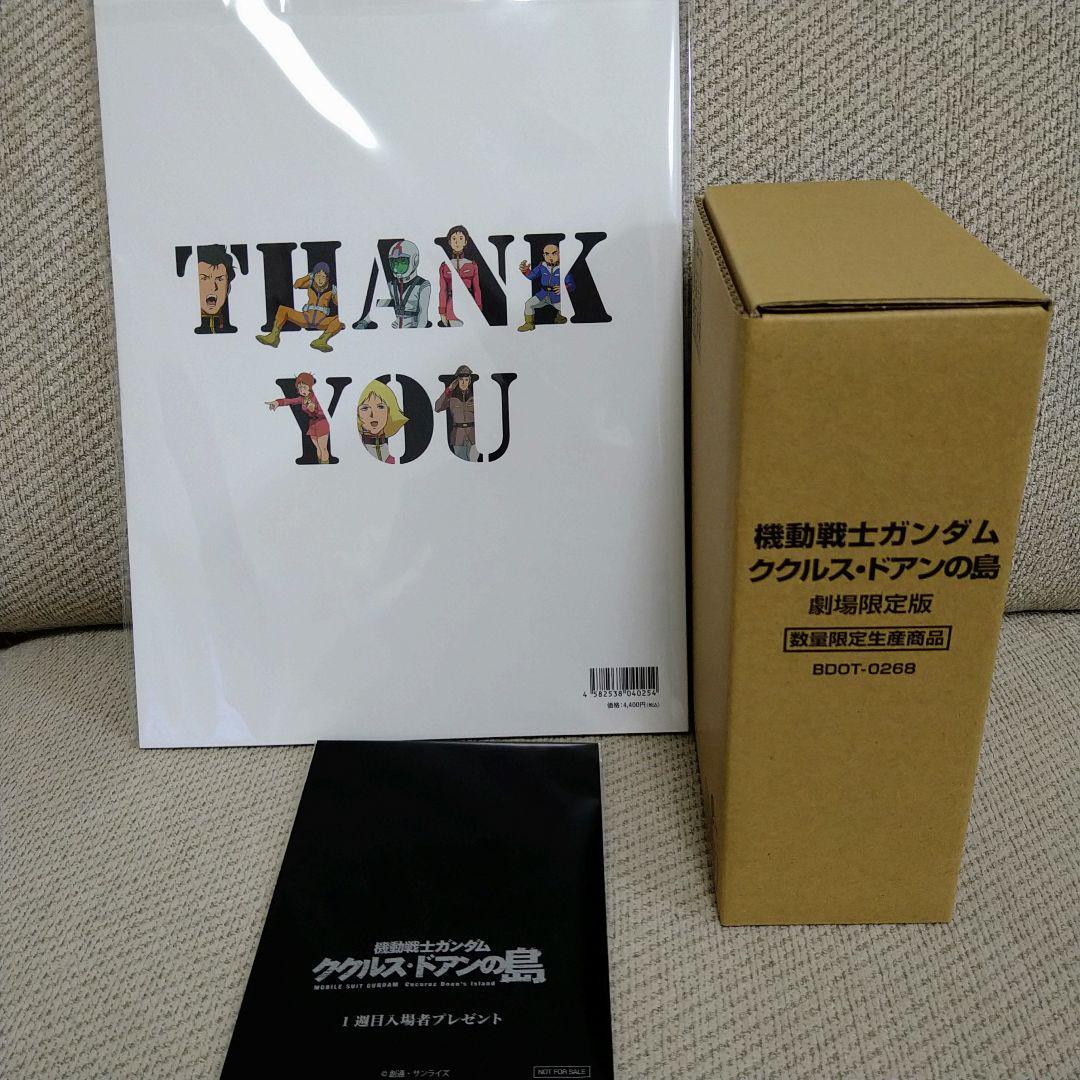 THANK
YOU
4 582538 040254
価格:4,400円(税込)
機動戦士ガンダム
ククルス・ドアンの島
劇場限定版
数量限定生産商品
BDOT-0268
機動戦士ガンダム
ククルス・ドアンの島
MOBILE SUIT GUNDAM Cucuruz Doan's Island
1週目入場者プレゼント
©創通・サンライズ
NOT FOR SALE